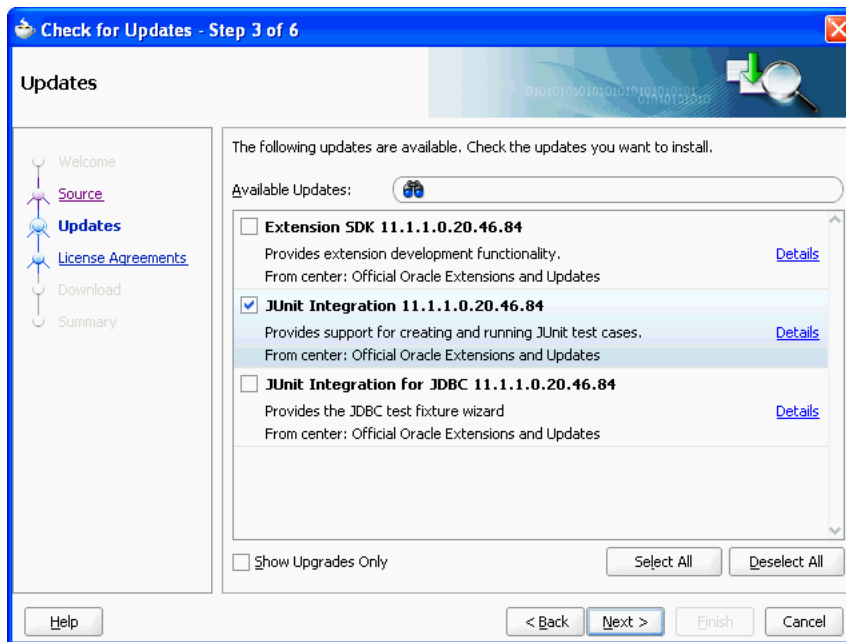 Check for Updates - Step 3 of 6
Updates
Welcome
Source
Updates
License Agreements
Download
Summary
The following updates are available. Check the updates you want to install.
Available Updates:
Extension SDK 11.1.1.0.20.46.84
Provides extension development functionality.
Details
From center: Official Oracle Extensions and Updates
JUnit Integration 11.1.1.0.20.46.84
Provides support for creating and running JUnit test cases.
Details
From center: Official Oracle Extensions and Updates
JUnit Integration for JDBC 11.1.1.0.20.46.84
Provides the JDBC test fixture wizard
Details
From center: Official Oracle Extensions and Updates
Show Upgrades Only
Select All
Deselect All
Help
< Back
Next >
Finish
Cancel